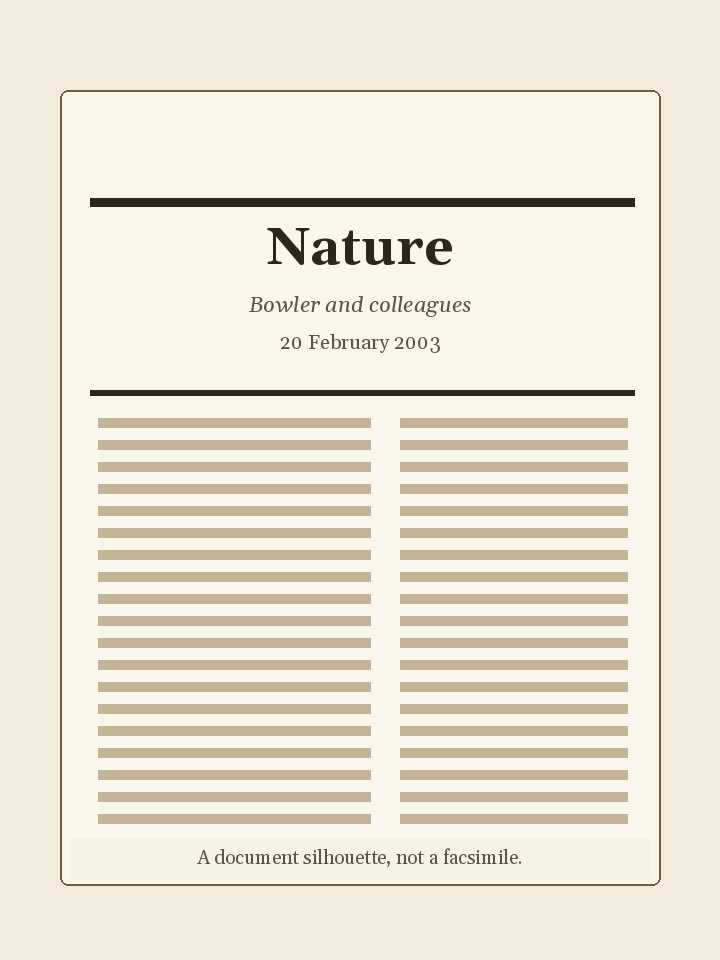 Nature
Bowler and colleagues
20 February 2003
A document silhouette, not a facsimile.